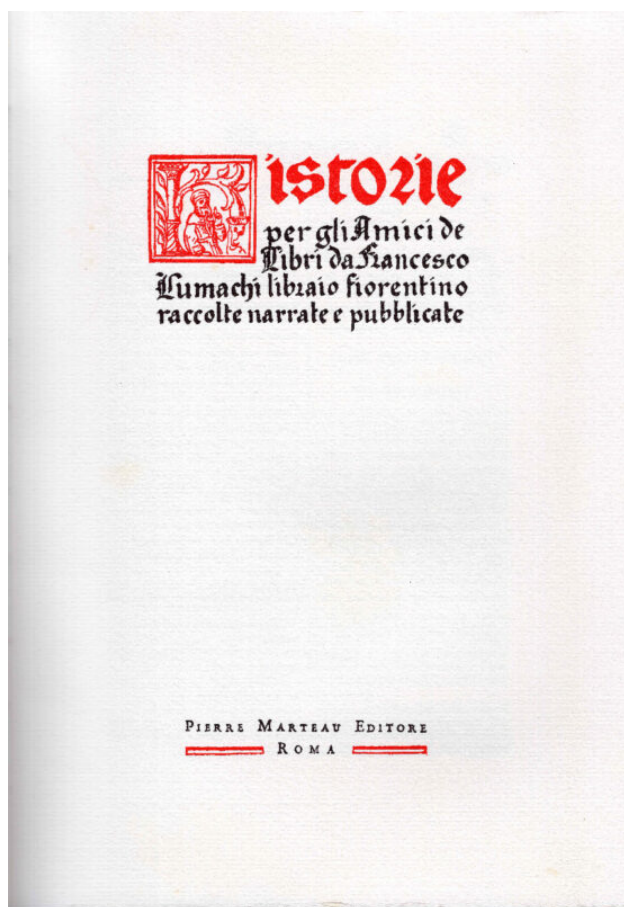 Historie
per gli Amici de
Libri da Francesco
Lumachi libraio fiorentino
raccolte narrate e pubblicate
PIERRE MARTEAU EDITORE
ROMA